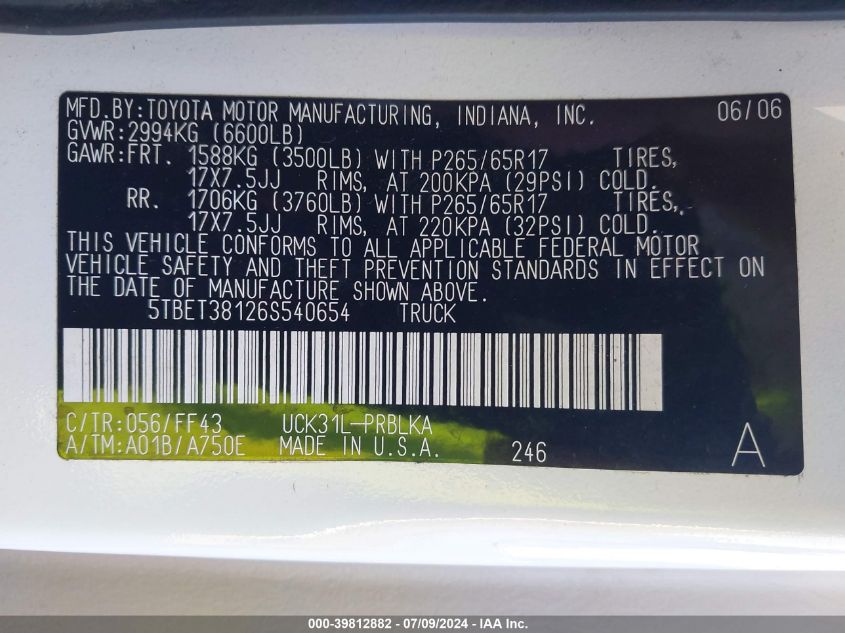 MFD.BY:TOYOTA MOTOR MANUFACTURING, INDIANA, INC. 06/06
GVWR:2994KG (6600LB)
GAWR:FRT. 1588KG (3500LB) WITH P265/65R17 TIRES,
17X7.5JJ RIMS, AT 200KPA (29PSI) COLD.
RR. 1706KG (3760LB) WITH P265/65R17 TIRES,
17X7.5JJ RIMS, AT 220KPA (32PSI) COLD.
THIS VEHICLE CONFORMS TO ALL APPLICABLE FEDERAL MOTOR
VEHICLE SAFETY AND THEFT PREVENTION STANDARDS IN EFFECT ON
THE DATE OF MANUFACTURE SHOWN ABOVE.
5TBET38126S540654 TRUCK
C/TR:056/FF43 UCK31L-PRBLKA
A/TM:A01B/A750E MADE IN U.S.A. 246 A
000-39812882 - 07/09/2024 - IAA Inc.